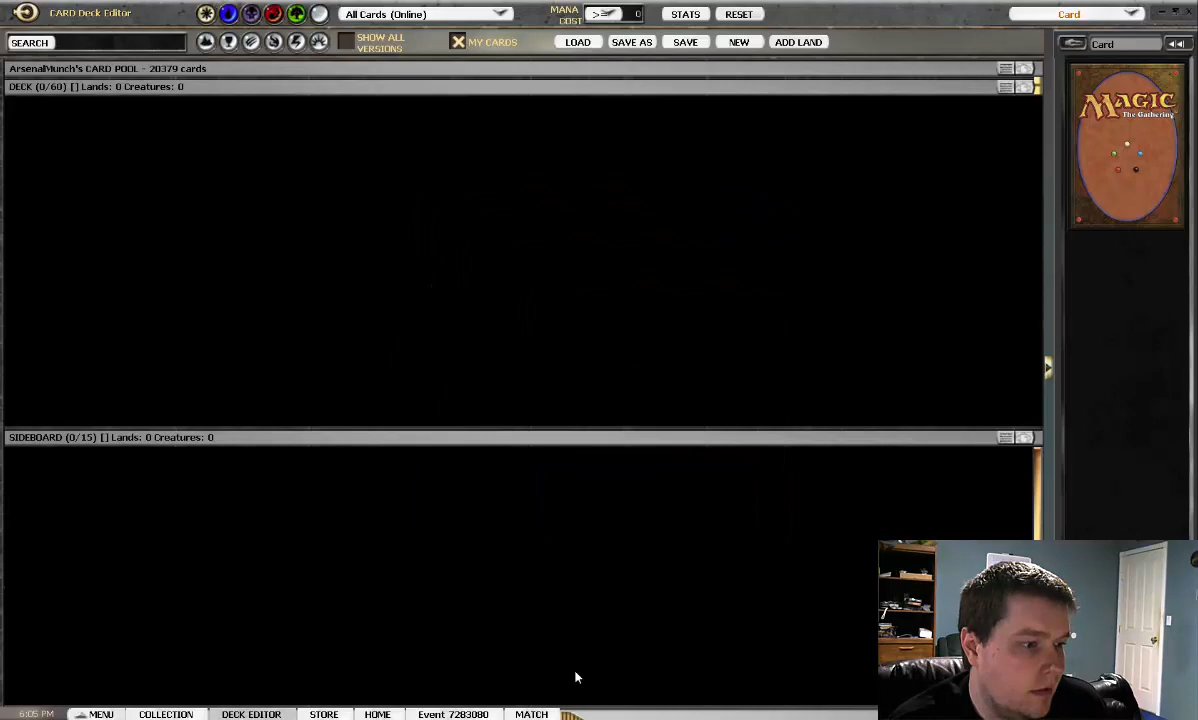 CARD Deck Editor
All Cards (Online)
MANA COST
>=
0
STATS
RESET
Card
SEARCH
SHOW ALL VERSIONS
MY CARDS
LOAD
SAVE AS
SAVE
NEW
ADD LAND
Card
ArsenalMunch's CARD POOL - 20379 cards
DECK (0/60) [] Lands: 0 Creatures: 0
MAGIC
The Gathering
SIDEBOARD (0/15) [] Lands: 0 Creatures: 0
6:05 PM
MENU
COLLECTION
DECK EDITOR
STORE
HOME
Event 7283080
MATCH